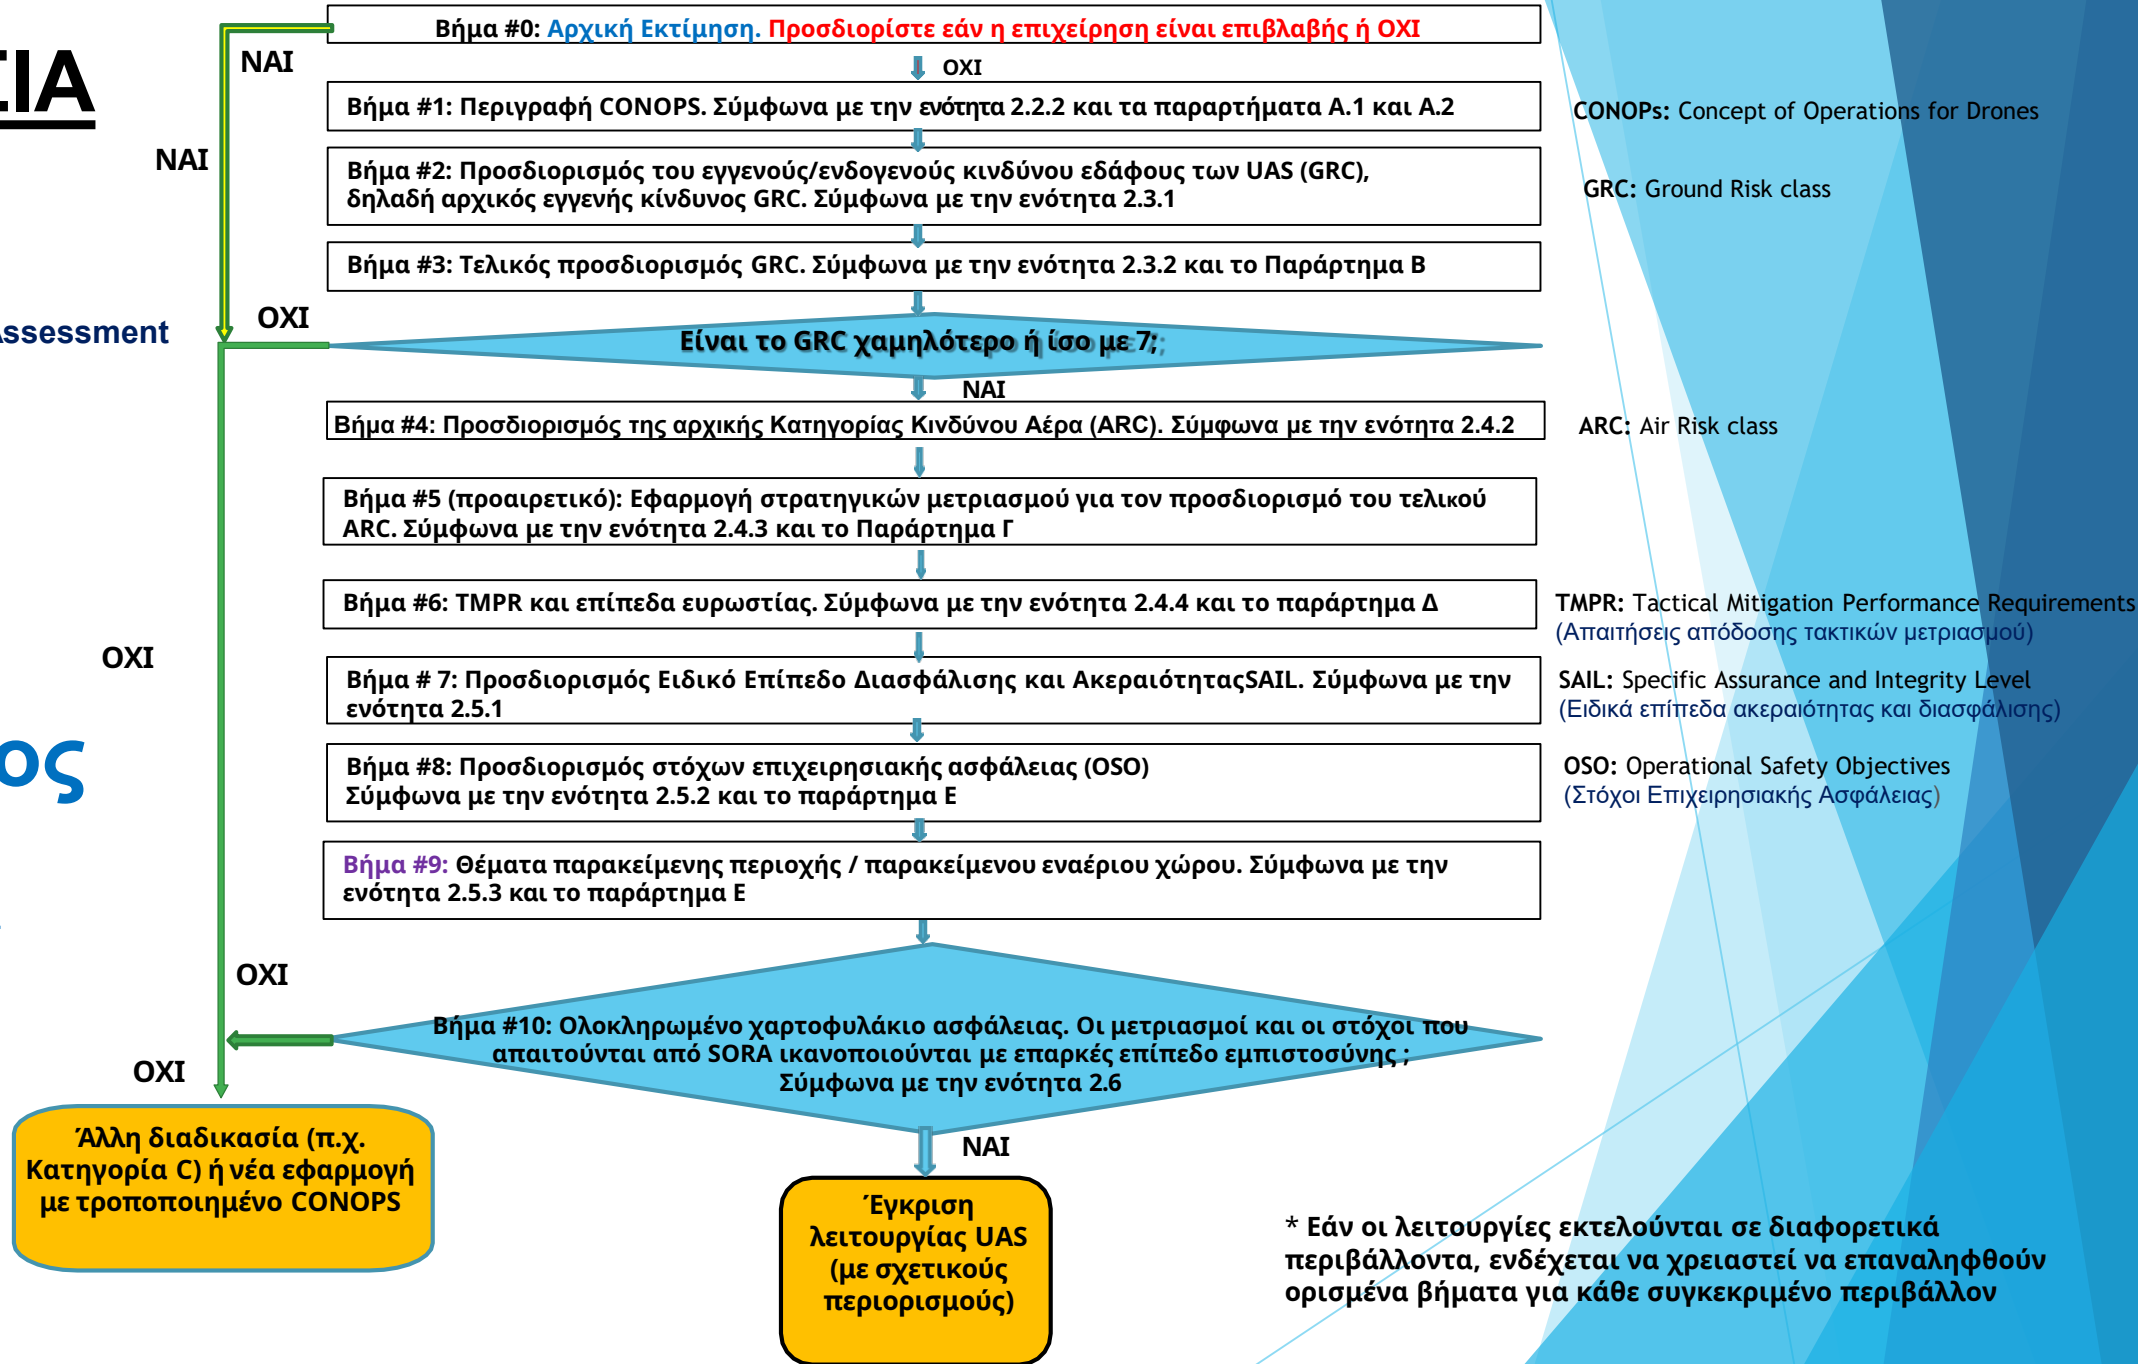 ΣΙΑ
Assessment
ος
Βήμα #0: Αρχική Εκτίμηση. Προσδιορίστε εάν η επιχείρηση είναι επιβλαβής ή ΟΧΙ
ΝΑΙ
ΟΧΙ
Βήμα #1: Περιγραφή CONOPS. Σύμφωνα με την ενότητα 2.2.2 και τα παραρτήματα Α.1 και Α.2
CONOPs: Concept of Operations for Drones
ΝΑΙ
Βήμα #2: Προσδιορισμός του εγγενούς/ενδογενούς κινδύνου εδάφους των UAS (GRC),
δηλαδή αρχικός εγγενής κίνδυνος GRC. Σύμφωνα με την ενότητα 2.3.1
GRC: Ground Risk class
Βήμα #3: Τελικός προσδιορισμός GRC. Σύμφωνα με την ενότητα 2.3.2 και το Παράρτημα Β
ΟΧΙ
Είναι το GRC χαμηλότερο ή ίσο με 7;
ΝΑΙ
Βήμα #4: Προσδιορισμός της αρχικής Κατηγορίας Κινδύνου Αέρα (ARC). Σύμφωνα με την ενότητα 2.4.2
ARC: Air Risk class
Βήμα #5 (προαιρετικό): Εφαρμογή στρατηγικών μετριασμού για τον προσδιορισμό του τελικού
ARC. Σύμφωνα με την ενότητα 2.4.3 και το Παράρτημα Γ
Βήμα #6: TMPR και επίπεδα ευρωστίας. Σύμφωνα με την ενότητα 2.4.4 και το παράρτημα Δ
TMPR: Tactical Mitigation Performance Requirements
(Απαιτήσεις απόδοσης τακτικών μετριασμού)
ΟΧΙ
Βήμα # 7: Προσδιορισμός Ειδικό Επίπεδο Διασφάλισης και ΑκεραιότηταςSAIL. Σύμφωνα με την
ενότητα 2.5.1
SAIL: Specific Assurance and Integrity Level
(Ειδικά επίπεδα ακεραιότητας και διασφάλισης)
Βήμα #8: Προσδιορισμός στόχων επιχειρησιακής ασφάλειας (OSO)
Σύμφωνα με την ενότητα 2.5.2 και το παράρτημα Ε
OSO: Operational Safety Objectives
(Στόχοι Επιχειρησιακής Ασφάλειας)
Βήμα #9: Θέματα παρακείμενης περιοχής / παρακείμενου εναέριου χώρου. Σύμφωνα με την
ενότητα 2.5.3 και το παράρτημα Ε
ΟΧΙ
Βήμα #10: Ολοκληρωμένο χαρτοφυλάκιο ασφάλειας. Οι μετριασμοί και οι στόχοι που
απαιτούνται από SORA ικανοποιούνται με επαρκές επίπεδο εμπιστοσύνης ;
Σύμφωνα με την ενότητα 2.6
ΟΧΙ
ΝΑΙ
Άλλη διαδικασία (π.χ.
Κατηγορία C) ή νέα εφαρμογή
με τροποποιημένο CONOPS
Έγκριση
λειτουργίας UAS
(με σχετικούς
περιορισμούς)
* Εάν οι λειτουργίες εκτελούνται σε διαφορετικά
περιβάλλοντα, ενδέχεται να χρειαστεί να επαναληφθούν
ορισμένα βήματα για κάθε συγκεκριμένο περιβάλλον